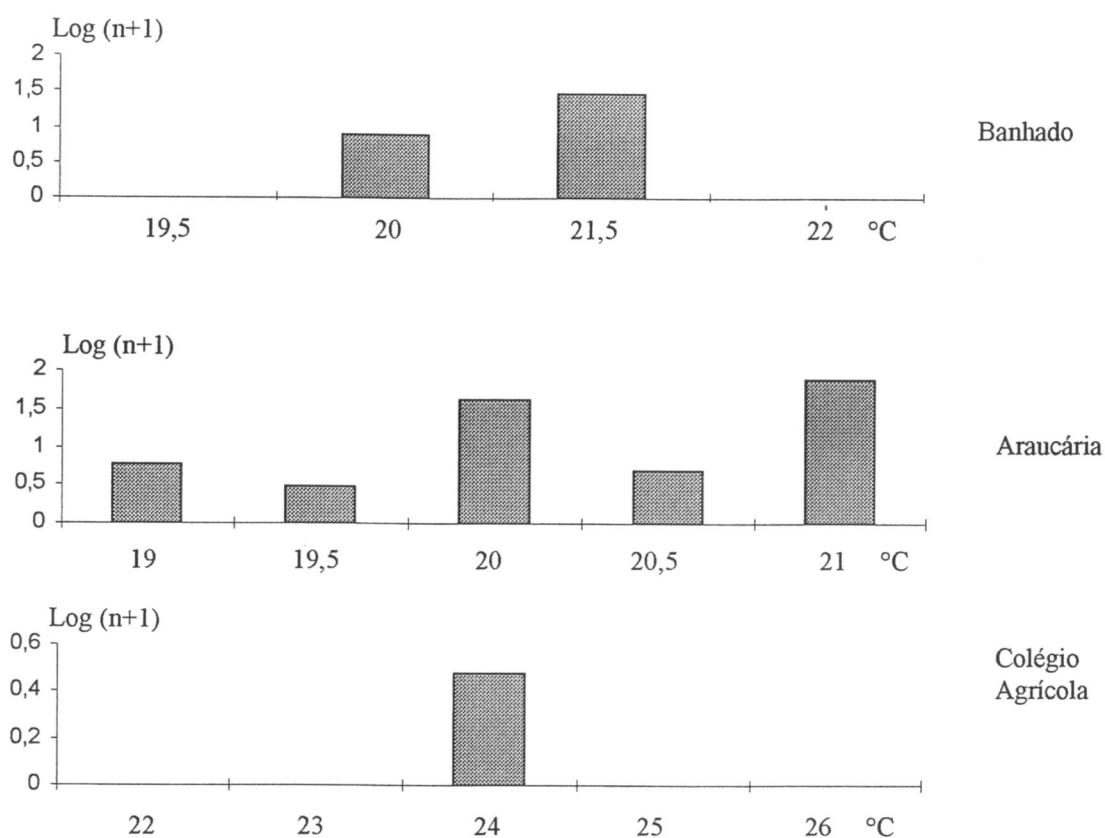 Log (n+1)
2
1,5
1
0,5
0
19,5 20 21,5 22 °C
Banhado
Log (n+1)
2
1,5
1
0,5
0
19 19,5 20 20,5 21 °C
Araucária
Log (n+1)
0,6
0,4
0,2
0
22 23 24 25 26 °C
Colégio
Agrícola